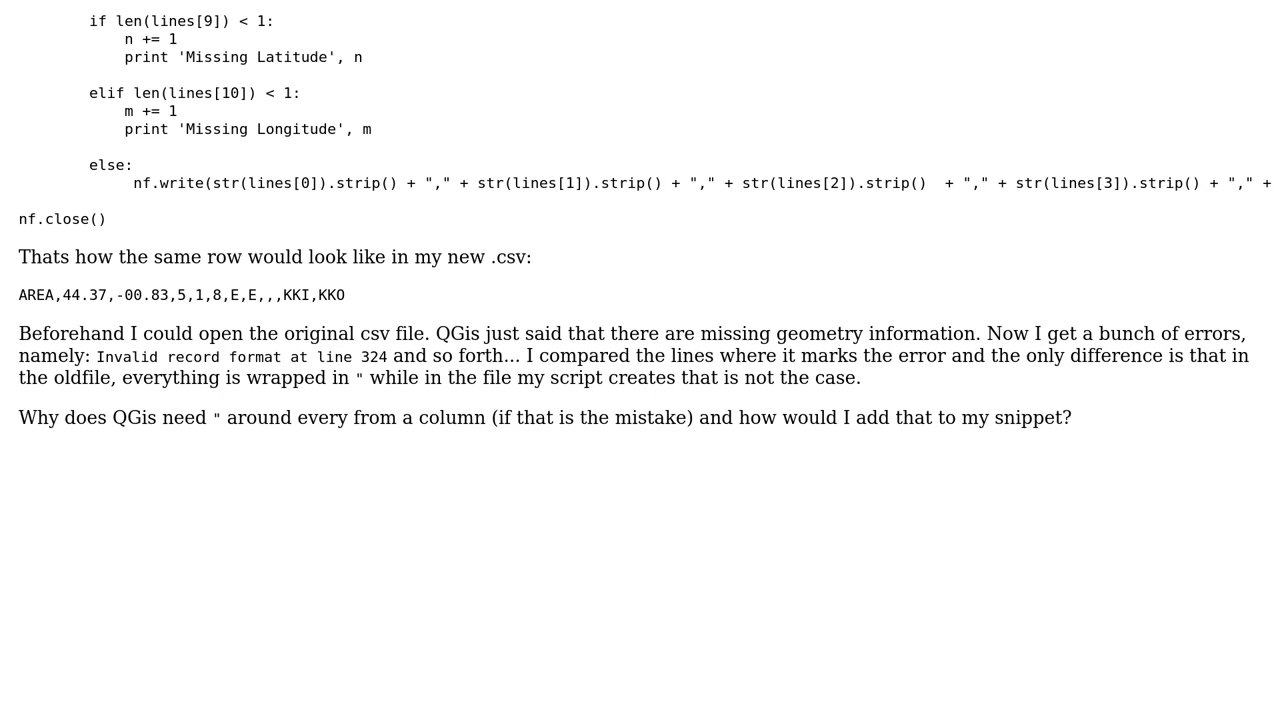 if len(lines[9]) < 1:
n += 1
print 'Missing Latitude', n
elif len(lines[10]) < 1:
m += 1
print 'Missing Longitude', m
else:
nf.write(str(lines[0]).strip() + "," + str(lines[1]).strip() + "," + str(lines[2]).strip()  + "," + str(lines[3]).strip() + "," +
nf.close()
Thats how the same row would look like in my new .csv:
AREA,44.37,-00.83,5,1,8,E,E,,,KKI,KKO
Beforehand I could open the original csv file. QGis just said that there are missing geometry information. Now I get a bunch of errors,
namely: Invalid record format at line 324 and so forth... I compared the lines where it marks the error and the only difference is that in
the oldfile, everything is wrapped in " while in the file my script creates that is not the case.
Why does QGis need " around every from a column (if that is the mistake) and how would I add that to my snippet?